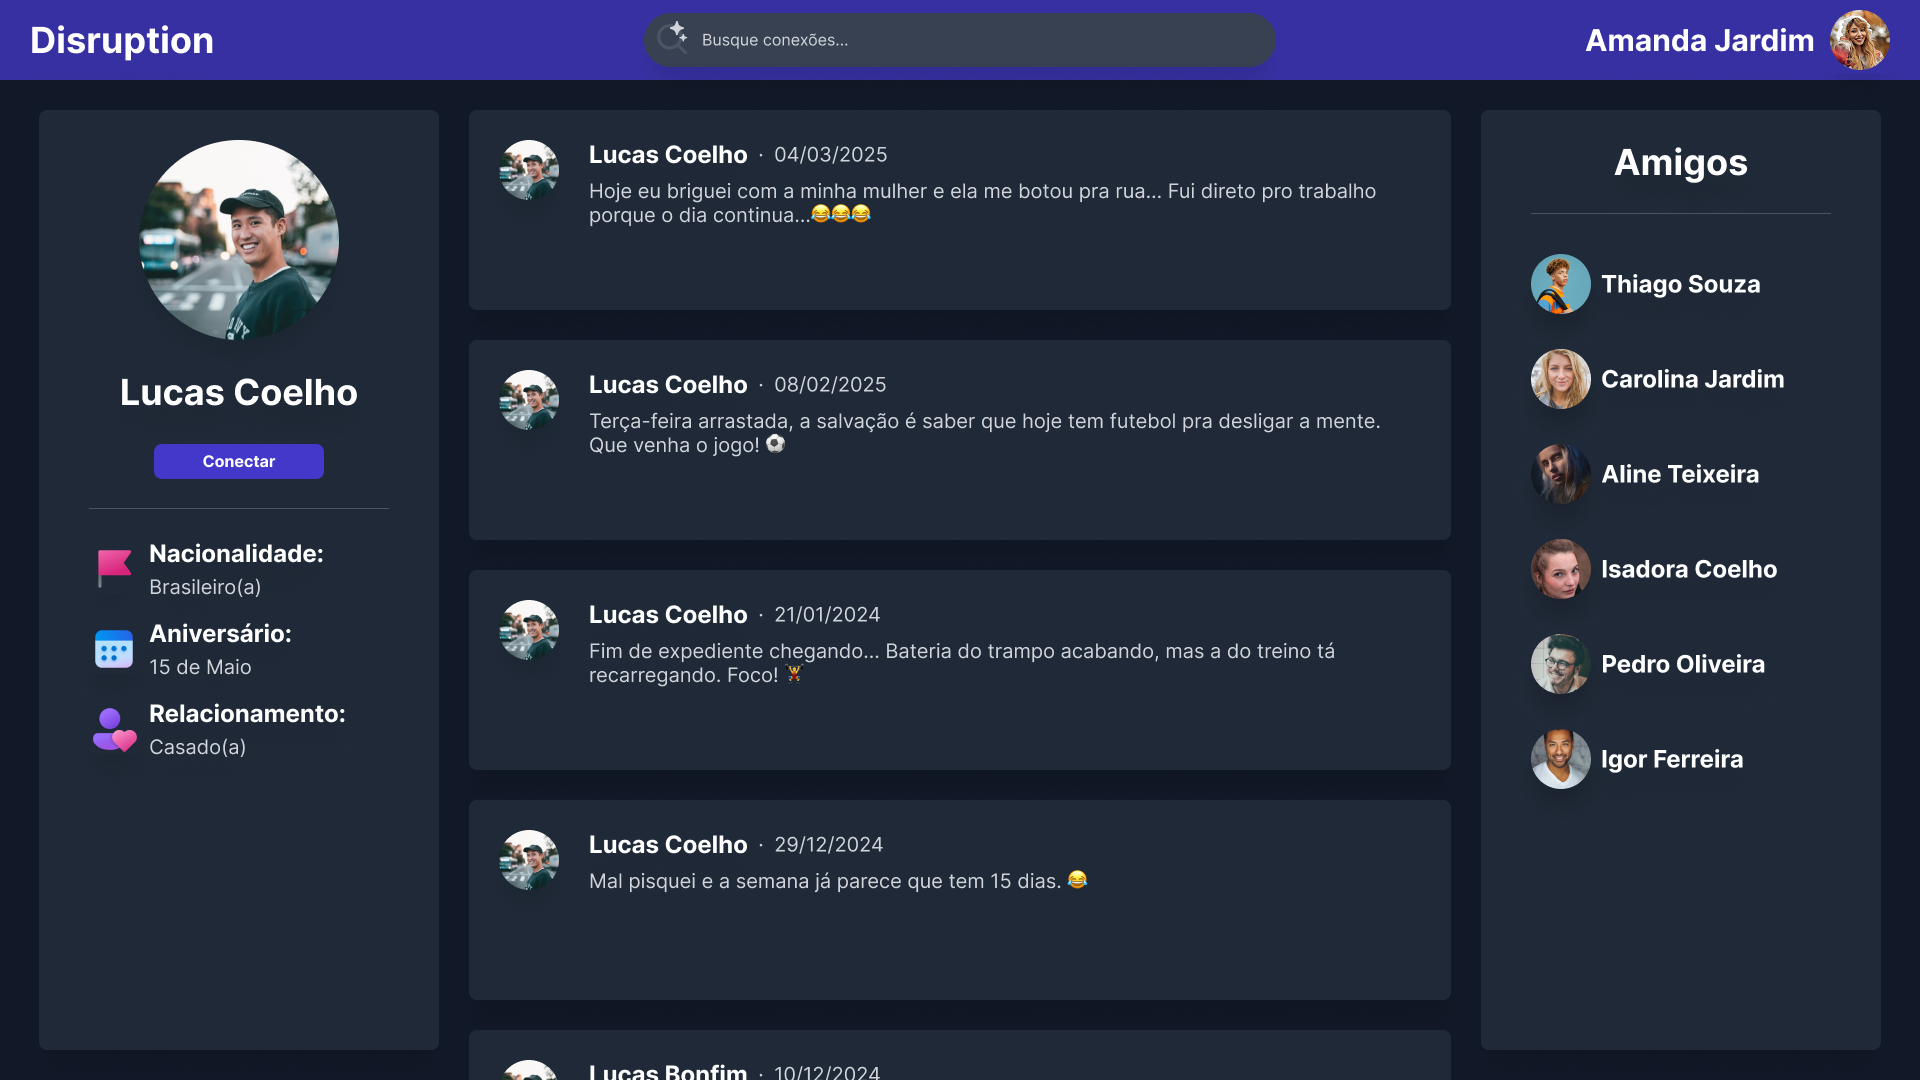 Disruption
Busque conexões...
Amanda Jardim
Lucas Coelho
Conectar
Nacionalidade:
Brasileiro(a)
Aniversário:
15 de Maio
Relacionamento:
Casado(a)
Lucas Coelho · 04/03/2025
Hoje eu briguei com a minha mulher e ela me botou pra rua... Fui direto pro trabalho
porque o dia continua...😂😂😂
Lucas Coelho · 08/02/2025
Terça-feira arrastada, a salvação é saber que hoje tem futebol pra desligar a mente.
Que venha o jogo! ⚽
Lucas Coelho · 21/01/2024
Fim de expediente chegando... Bateria do trampo acabando, mas a do treino tá
recarregando. Foco! 🏋
Lucas Coelho · 29/12/2024
Mal pisquei e a semana já parece que tem 15 dias. 😂
Lucas Bonfim · 10/12/2024
Amigos
Thiago Souza
Carolina Jardim
Aline Teixeira
Isadora Coelho
Pedro Oliveira
Igor Ferreira